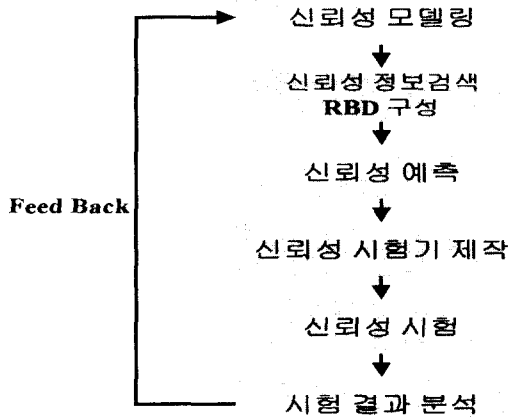 신뢰성 모델링
신뢰성 정보검색
RBD 구성
신뢰성 예측
Feed Back
신뢰성 시험기 제작
신뢰성 시험
시험 결과 분석